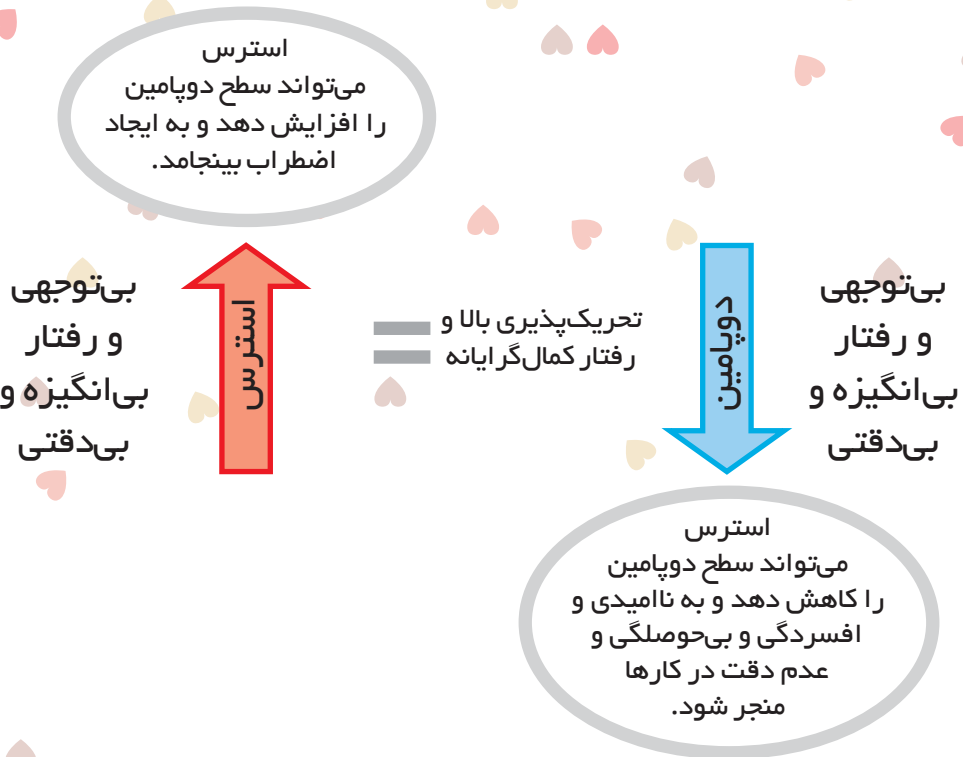 استرس
می‌تواند سطح دوپامین
را افزایش دهد و به ایجاد
اضطراب بینجامد.
بی‌توجهی
و رفتار
بی‌انگیزه و
بی‌دقتی
دوپامین
تحریک‌پذیری بالا و
رفتار کمال‌گرایانه
استرس
بی‌توجهی
و رفتار
بی‌انگیزه و
بی‌دقتی
استرس
می‌تواند سطح دوپامین
را کاهش دهد و به ناامیدی و
افسردگی و بی‌حوصلگی و
عدم دقت در کارها
منجر شود.